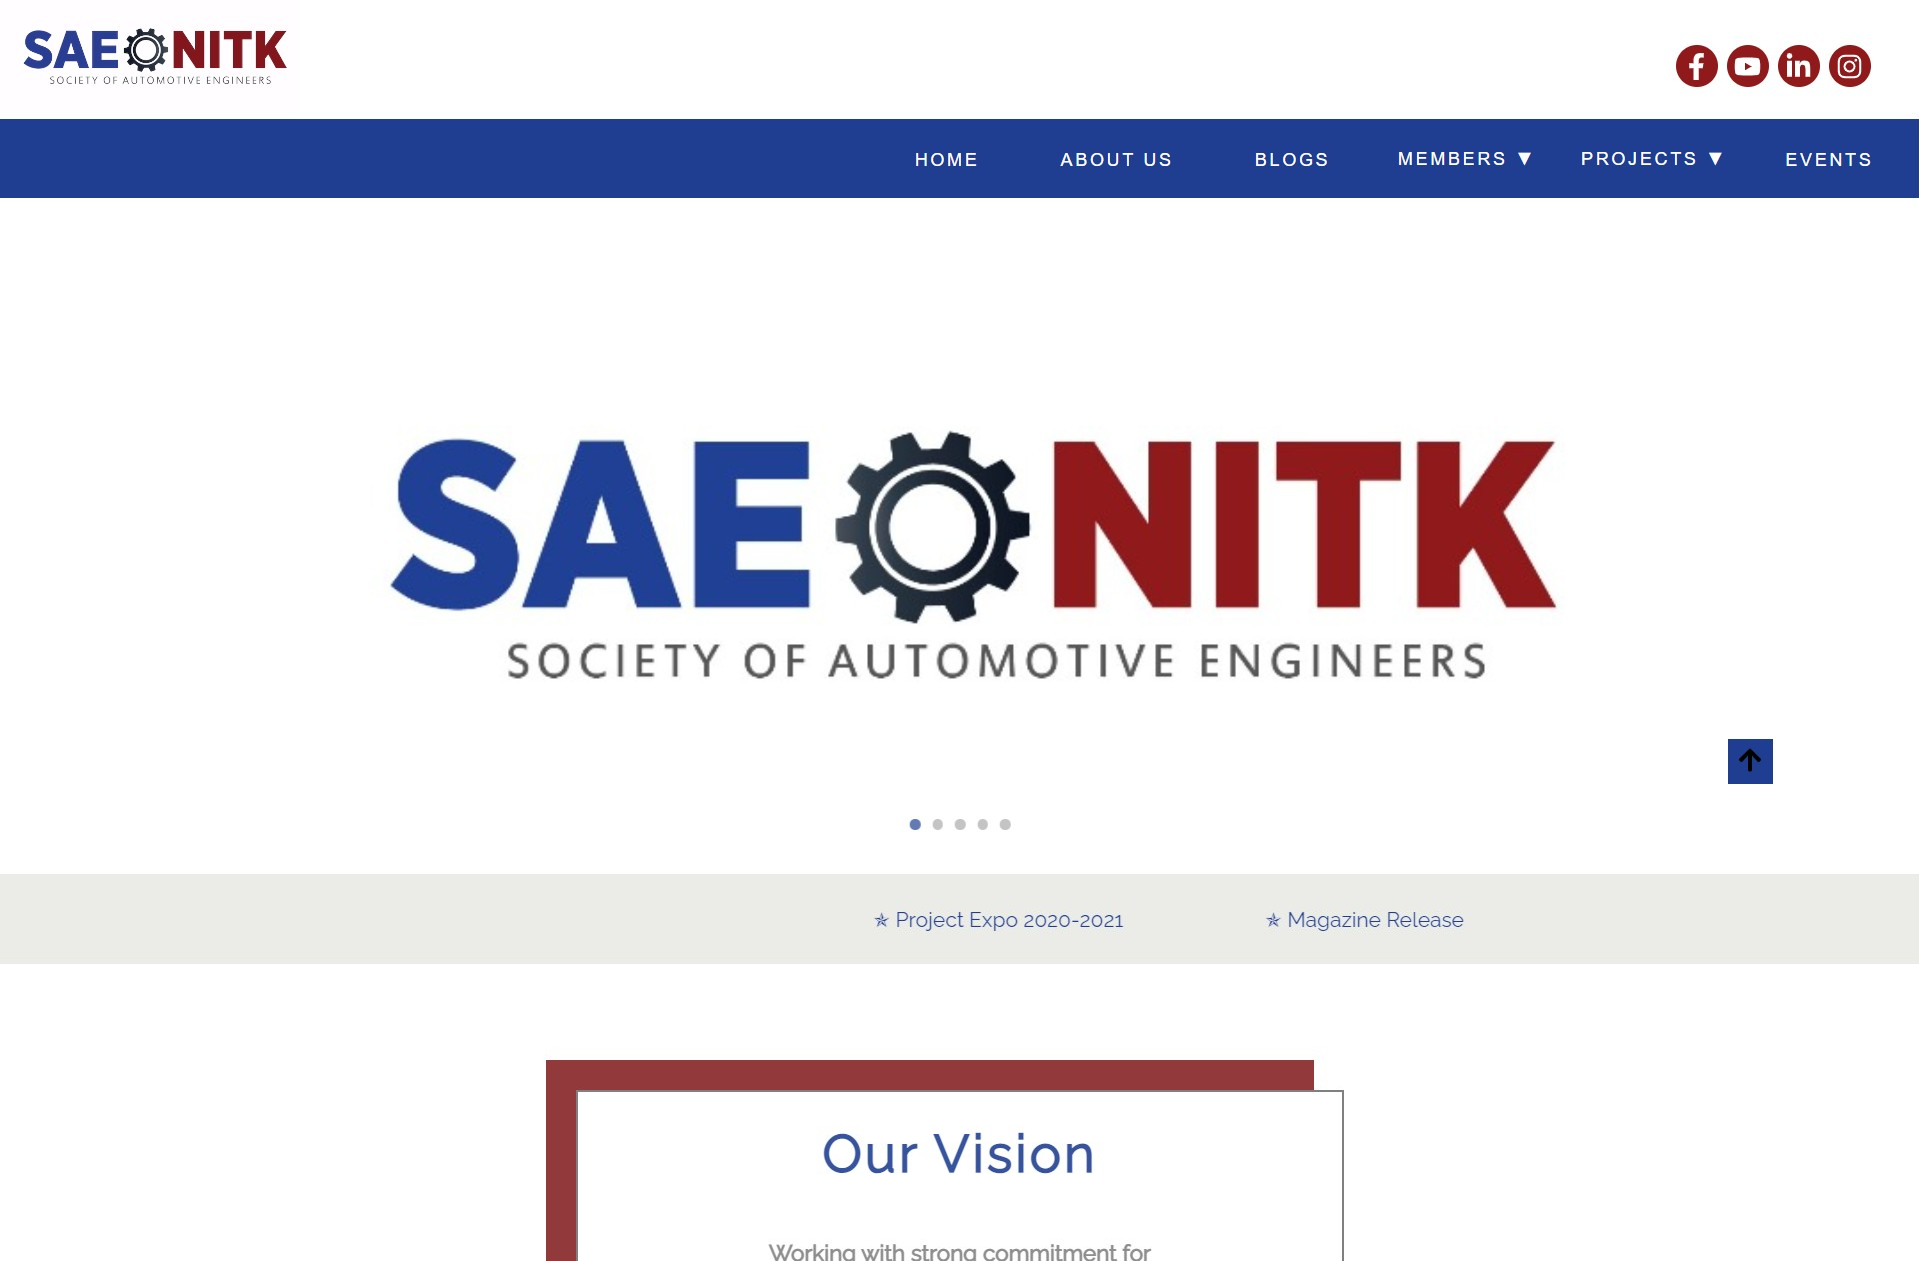 SAE NITK
SOCIETY OF AUTOMOTIVE ENGINEERS
HOME ABOUT US BLOGS MEMBERS ▼ PROJECTS ▼ EVENTS
SAE NITK
SOCIETY OF AUTOMOTIVE ENGINEERS
✯ Project Expo 2020-2021 ✯ Magazine Release
Our Vision
Working with strong commitment for